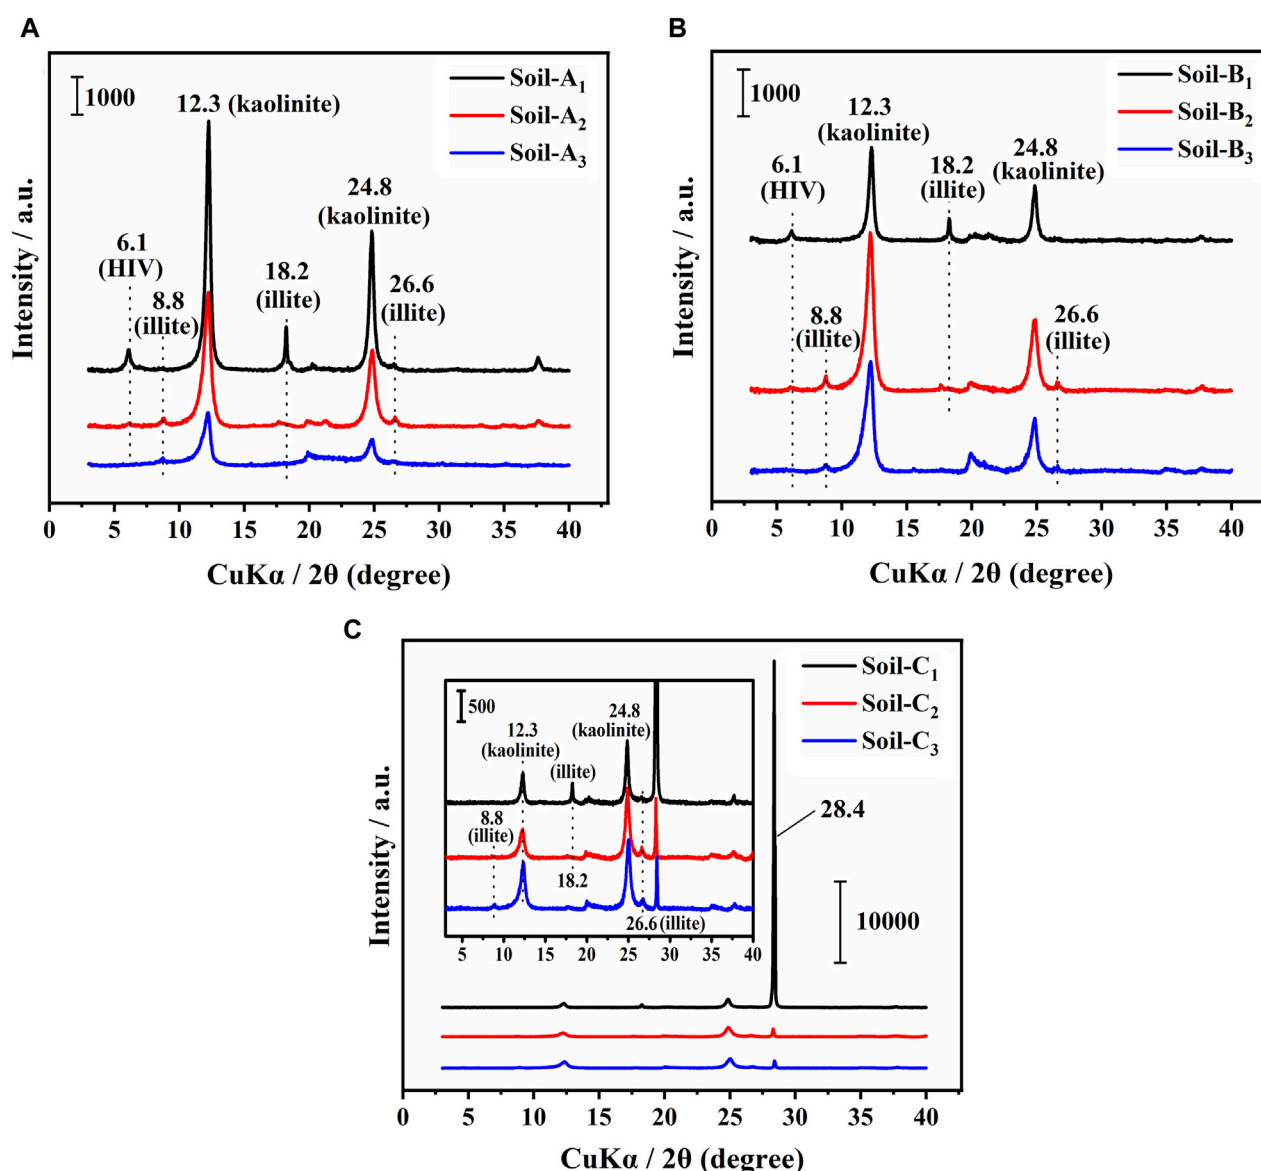 A
1000
12.3 (kaolinite)
Soil-A₁
Soil-A₂
Soil-A₃
24.8
(kaolinite)
6.1
(HIV)
8.8
(illite)
18.2
(illite)
26.6
(illite)
Intensity / a.u.
0 5 10 15 20 25 30 35 40
CuKα / 2θ (degree)
B
1000
12.3
(kaolinite)
Soil-B₁
Soil-B₂
Soil-B₃
6.1
(HIV)
18.2
(illite)
24.8
(kaolinite)
8.8
(illite)
26.6
(illite)
Intensity / a.u.
0 5 10 15 20 25 30 35 40
CuKα / 2θ (degree)
C
500
12.3
(kaolinite)
(illite)
24.8
(kaolinite)
8.8
(illite)
18.2
26.6 (illite)
5 10 15 20 25 30 35 40
Soil-C₁
Soil-C₂
Soil-C₃
28.4
10000
Intensity / a.u.
0 5 10 15 20 25 30 35 40
CuKα / 2θ (degree)